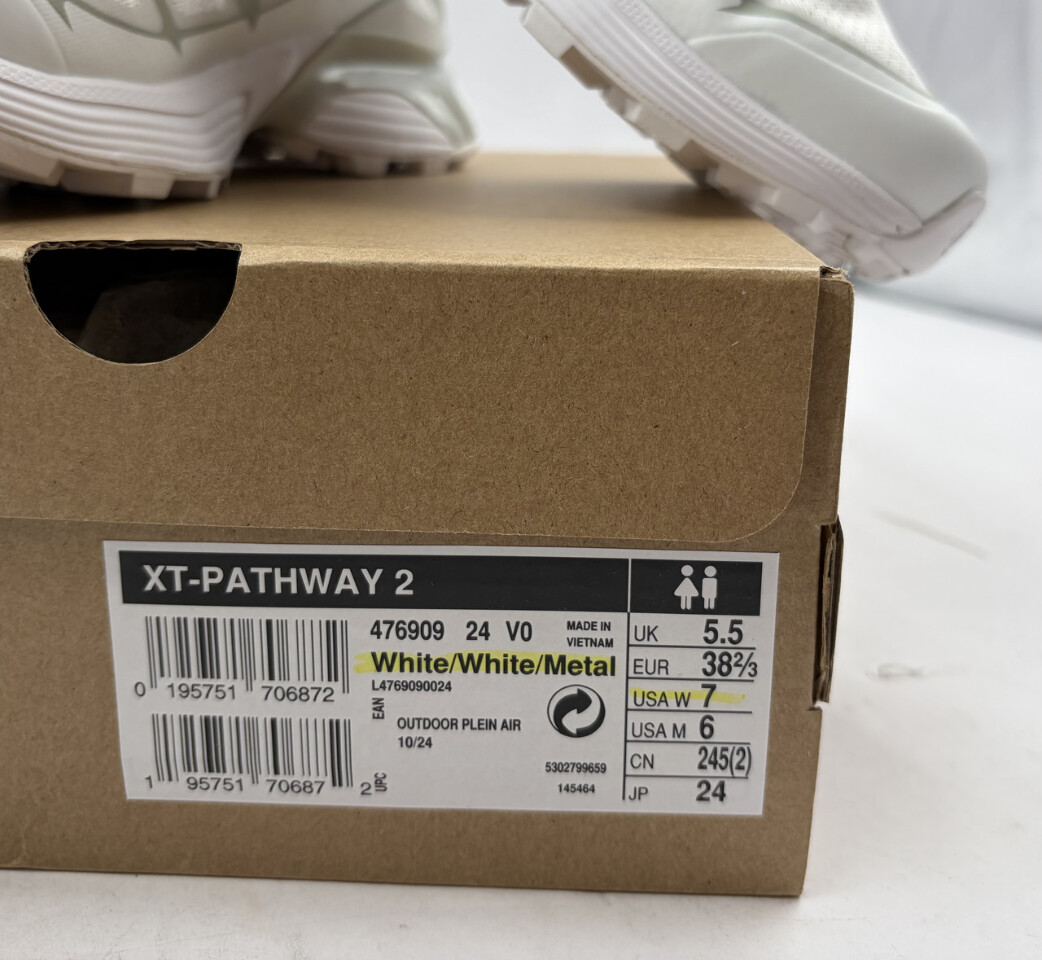 XT-PATHWAY 2
476909 24 V0
MADE IN
VIETNAM
White/White/Metal
L4769090024
0 195751 706872
EAN
OUTDOOR PLEIN AIR
10/24
5302799659
145464
1 95751 70687 2
UPC
UK 5.5
EUR 38⅔
USA W 7
USA M 6
CN 245(2)
JP 24